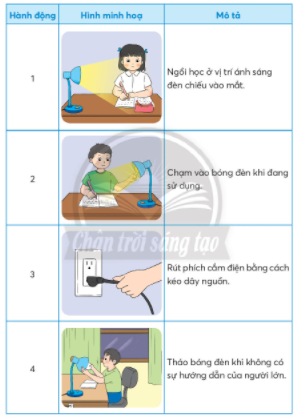 Hành động Hình minh hoạ Mô tả
1
Ngồi học ở vị trí ánh sáng
đèn chiếu vào mắt.
2
Chạm vào bóng đèn khi đang
sử dụng.
Chân trời sáng tạo
3
Rút phích cắm điện bằng cách
kéo dây nguồn.
4
Tháo bóng đèn khi không có
sự hướng dẫn của người lớn.